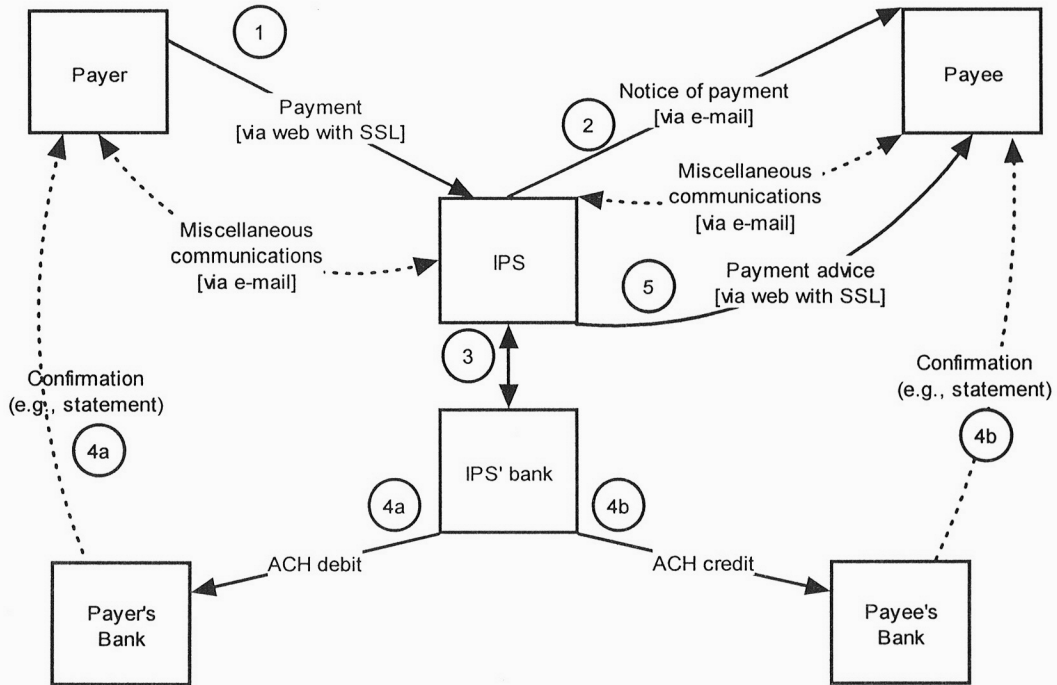 1
Payer
Payee
Payment
[via web with SSL]
Notice of payment
[via e-mail]
2
Miscellaneous
communications
[via e-mail]
Miscellaneous
communications
[via e-mail]
IPS
5
Payment advice
[via web with SSL]
3
Confirmation
(e.g., statement)
4a
Confirmation
(e.g., statement)
4b
IPS' bank
4a
4b
ACH debit
ACH credit
Payer's
Bank
Payee's
Bank